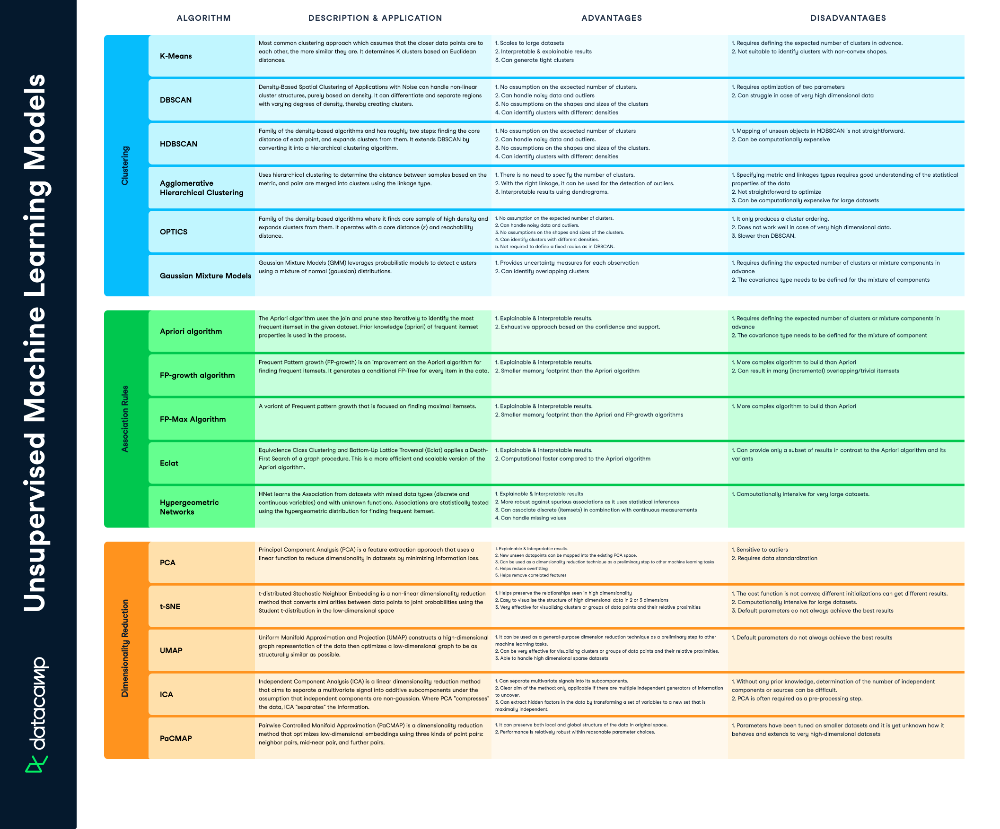 Unsupervised Machine Learning Models
datacamp
ALGORITHM
DESCRIPTION & APPLICATION
ADVANTAGES
DISADVANTAGES
Clustering
K-Means
Most common clustering approach which assumes that the closer data points are to
each other, the more similar they are. It determines K clusters based on Euclidean
distances.
1. Scales to large datasets
2. Interpretable & explainable results
3. Can generate tight clusters
1. Requires defining the expected number of clusters in advance.
2. Not suitable to identify clusters with non-convex shapes.
DBSCAN
Density-Based Spatial Clustering of Applications with Noise can handle non-linear
cluster structures, purely based on density. It can differentiate and separate regions
with varying degrees of density, thereby creating clusters.
1. No assumption on the expected number of clusters.
2. Can handle noisy data and outliers
3. No assumptions on the shapes and sizes of the clusters
4. Can identify clusters with different densities
1. Requires optimization of two parameters
2. Can struggle in case of very high dimensional data
HDBSCAN
Family of the density-based algorithms and has roughly two steps: finding the core
distance of each point, and expands clusters from them. It extends DBSCAN by
converting it into a hierarchical clustering algorithm.
1. No assumption on the expected number of clusters
2. Can handle noisy data and outliers.
3. No assumptions on the shapes and sizes of the clusters.
4. Can identify clusters with different densities
1. Mapping of unseen objects in HDBSCAN is not straightforward.
2. Can be computationally expensive
Agglomerative
Hierarchical Clustering
Uses hierarchical clustering to determine the distance between samples based on the
metric, and pairs are merged into clusters using the linkage type.
1. There is no need to specify the number of clusters.
2. With the right linkage, it can be used for the detection of outliers.
3. Interpretable results using dendrograms.
1. Specifying metric and linkages types requires good understanding of the statistical
properties of the data
2. Not straightforward to optimize
3. Can be computationally expensive for large datasets
OPTICS
Family of the density-based algorithms where it finds core sample of high density and
expands clusters from them. It operates with a core distance (ε) and reachability
distance.
1. No assumption on the expected number of clusters.
2. Can handle noisy data and outliers.
3. No assumptions on the shapes and sizes of the clusters.
4. Can identify clusters with different densities.
5. Not required to define a fixed radius as in DBSCAN.
1. It only produces a cluster ordering.
2. Does not work well in case of very high dimensional data.
3. Slower than DBSCAN.
Gaussian Mixture Models
Gaussian Mixture Models (GMM) leverages probabilistic models to detect clusters
using a mixture of normal (gaussian) distributions.
1. Provides uncertainty measures for each observation
2. Can identify overlapping clusters
1. Requires defining the expected number of clusters or mixture components in
advance
2. The covariance type needs to be defined for the mixture of components
Association Rules
Apriori algorithm
The Apriori algorithm uses the join and prune step iteratively to identify the most
frequent itemset in the given dataset. Prior knowledge (apriori) of frequent itemset
properties is used in the process.
1. Explainable & interpretable results.
2. Exhaustive approach based on the confidence and support.
1. Requires defining the expected number of clusters or mixture components in
advance
2. The covariance type needs to be defined for the mixture of component
FP-growth algorithm
Frequent Pattern growth (FP-growth) is an improvement on the Apriori algorithm for
finding frequent itemsets. It generates a conditional FP-Tree for every item in the data.
1. Explainable & interpretable results.
2. Smaller memory footprint than the Apriori algorithm
1. More complex algorithm to build than Apriori
2. Can result in many (incremental) overlapping/trivial itemsets
FP-Max Algorithm
A variant of Frequent pattern growth that is focused on finding maximal itemsets.
1. Explainable & Interpretable results.
2. Smaller memory footprint than the Apriori and FP-growth algorithms
1. More complex algorithm to build than Apriori
Eclat
Equivalence Class Clustering and Bottom-Up Lattice Traversal (Eclat) applies a Depth-
First Search of a graph procedure. This is a more efficient and scalable version of the
Apriori algorithm.
1. Explainable & interpretable results.
2. Computational faster compared to the Apriori algorithm
1. Can provide only a subset of results in contrast to the Apriori algorithm and its
variants
Hypergeometric
Networks
HNet learns the Association from datasets with mixed data types (discrete and
continuous variables) and with unknown functions. Associations are statistically tested
using the hypergeometric distribution for finding frequent itemset.
1. Explainable & Interpretable results
2. More robust against spurious associations as it uses statistical inferences
3. Can associate discrete (itemsets) in combination with continuous measurements
4. Can handle missing values
1. Computationally intensive for very large datasets.
Dimensionality Reduction
PCA
Principal Component Analysis (PCA) is a feature extraction approach that uses a
linear function to reduce dimensionality in datasets by minimizing information loss.
1. Explainable & Interpretable results.
2. New unseen datapoints can be mapped into the existing PCA space.
3. Can be used as a dimensionality reduction technique as a preliminary step to other machine learning tasks
4. Helps reduce overfitting
5. Helps remove correlated features
1. Sensitive to outliers
2. Requires data standardization
t-SNE
t-distributed Stochastic Neighbor Embedding is a non-linear dimensionality reduction
method that converts similarities between data points to joint probabilities using the
Student t-distribution in the low-dimensional space
1. Helps preserve the relationships seen in high dimensionality
2. Easy to visualise the structure of high dimensional data in 2 or 3 dimensions
3. Very effective for visualizing clusters or groups of data points and their relative proximities
1. The cost function is not convex; different initializations can get different results.
2. Computationally intensive for large datasets.
3. Default parameters do not always achieve the best results
UMAP
Uniform Manifold Approximation and Projection (UMAP) constructs a high-dimensional
graph representation of the data then optimizes a low-dimensional graph to be as
structurally similar as possible.
1. It can be used as a general-purpose dimension reduction technique as a preliminary step to other
machine learning tasks.
2. Can be very effective for visualizing clusters or groups of data points and their relative proximities.
3. Able to handle high dimensional sparse datasets
1. Default parameters do not always achieve the best results
ICA
Independent Component Analysis (ICA) is a linear dimensionality reduction method
that aims to separate a multivariate signal into additive subcomponents under the
assumption that independent components are non-gaussian. Where PCA "compresses"
the data, ICA "separates" the information.
1. Can separate multivariate signals into its subcomponents.
2. Clear aim of the method; only applicable if there are multiple independent generators of information
to uncover.
3. Can extract hidden factors in the data by transforming a set of variables to a new set that is
maximally independent.
1. Without any prior knowledge, determination of the number of independent
components or sources can be difficult.
2. PCA is often required as a pre-processing step.
PaCMAP
Pairwise Controlled Manifold Approximation (PaCMAP) is a dimensionality reduction
method that optimizes low-dimensional embeddings using three kinds of point pairs:
neighbor pairs, mid-near pair, and further pairs.
1. It can preserve both local and global structure of the data in original space.
2. Performance is relatively robust within reasonable parameter choices.
1. Parameters have been tuned on smaller datasets and it is yet unknown how it
behaves and extends to very high-dimensional datasets